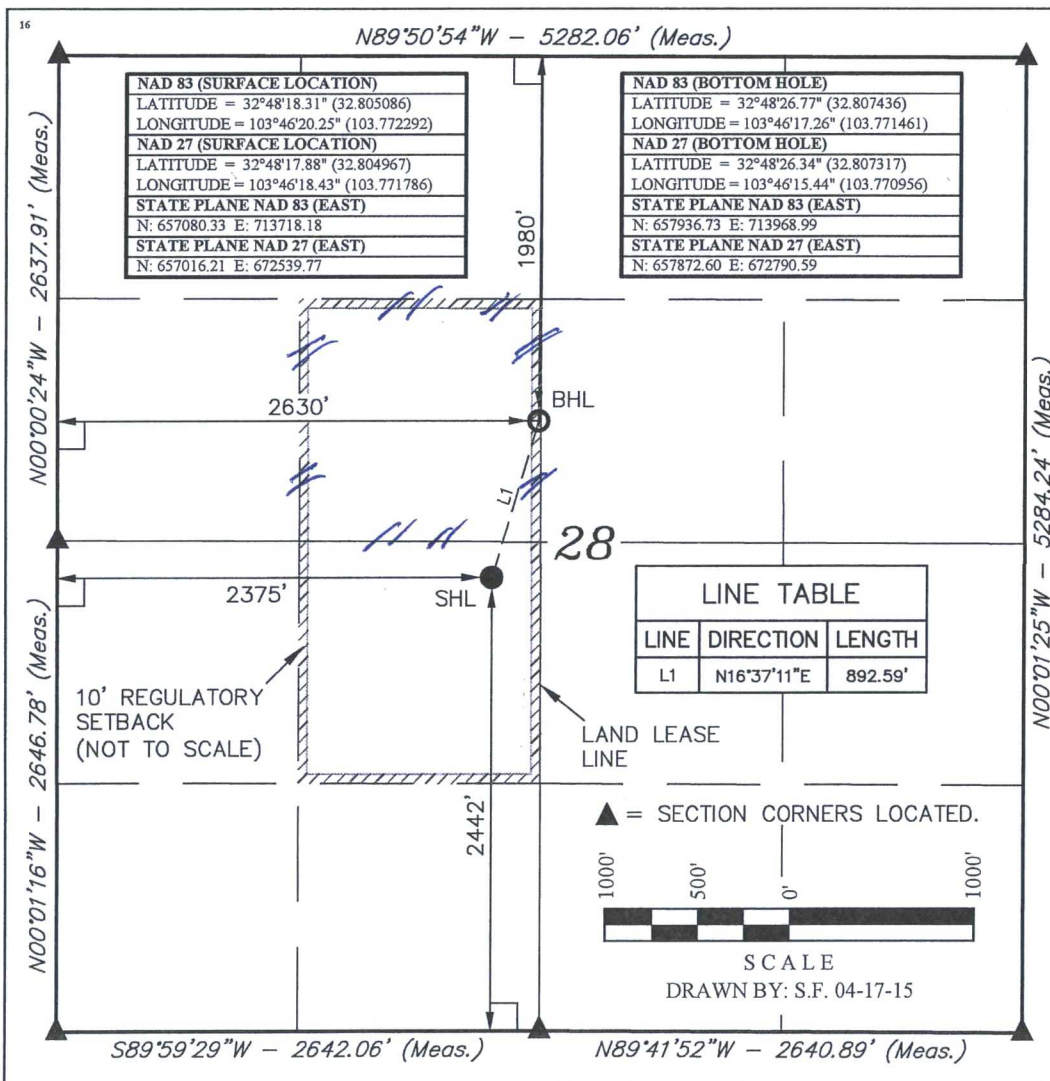 16
N89°50'54"W – 5282.06' (Meas.)
NAD 83 (SURFACE LOCATION)
LATITUDE = 32°48'18.31" (32.805086)
LONGITUDE = 103°46'20.25" (103.772292)
NAD 27 (SURFACE LOCATION)
LATITUDE = 32°48'17.88" (32.804967)
LONGITUDE = 103°46'18.43" (103.771786)
STATE PLANE NAD 83 (EAST)
N: 657080.33 E: 713718.18
STATE PLANE NAD 27 (EAST)
N: 657016.21 E: 672539.77
NAD 83 (BOTTOM HOLE)
LATITUDE = 32°48'26.77" (32.807436)
LONGITUDE = 103°46'17.26" (103.771461)
NAD 27 (BOTTOM HOLE)
LATITUDE = 32°48'26.34" (32.807317)
LONGITUDE = 103°46'15.44" (103.770956)
STATE PLANE NAD 83 (EAST)
N: 657936.73 E: 713968.99
STATE PLANE NAD 27 (EAST)
N: 657872.60 E: 672790.59
1980'
N00°00'24"W – 2637.91' (Meas.)
2630'
BHL
L1
28
2375'
SHL
N00°01'25"W – 5284.24' (Meas.)
LINE TABLE
LINE DIRECTION LENGTH
L1 N16°37'11"E 892.59'
10' REGULATORY
SETBACK
(NOT TO SCALE)
LAND LEASE
LINE
N00°01'16"W – 2646.78' (Meas.)
2442'
▲ = SECTION CORNERS LOCATED.
1000' 500' 0' 1000'
SCALE
DRAWN BY: S.F. 04-17-15
S89°59'29"W – 2642.06' (Meas.)
N89°41'52"W – 2640.89' (Meas.)